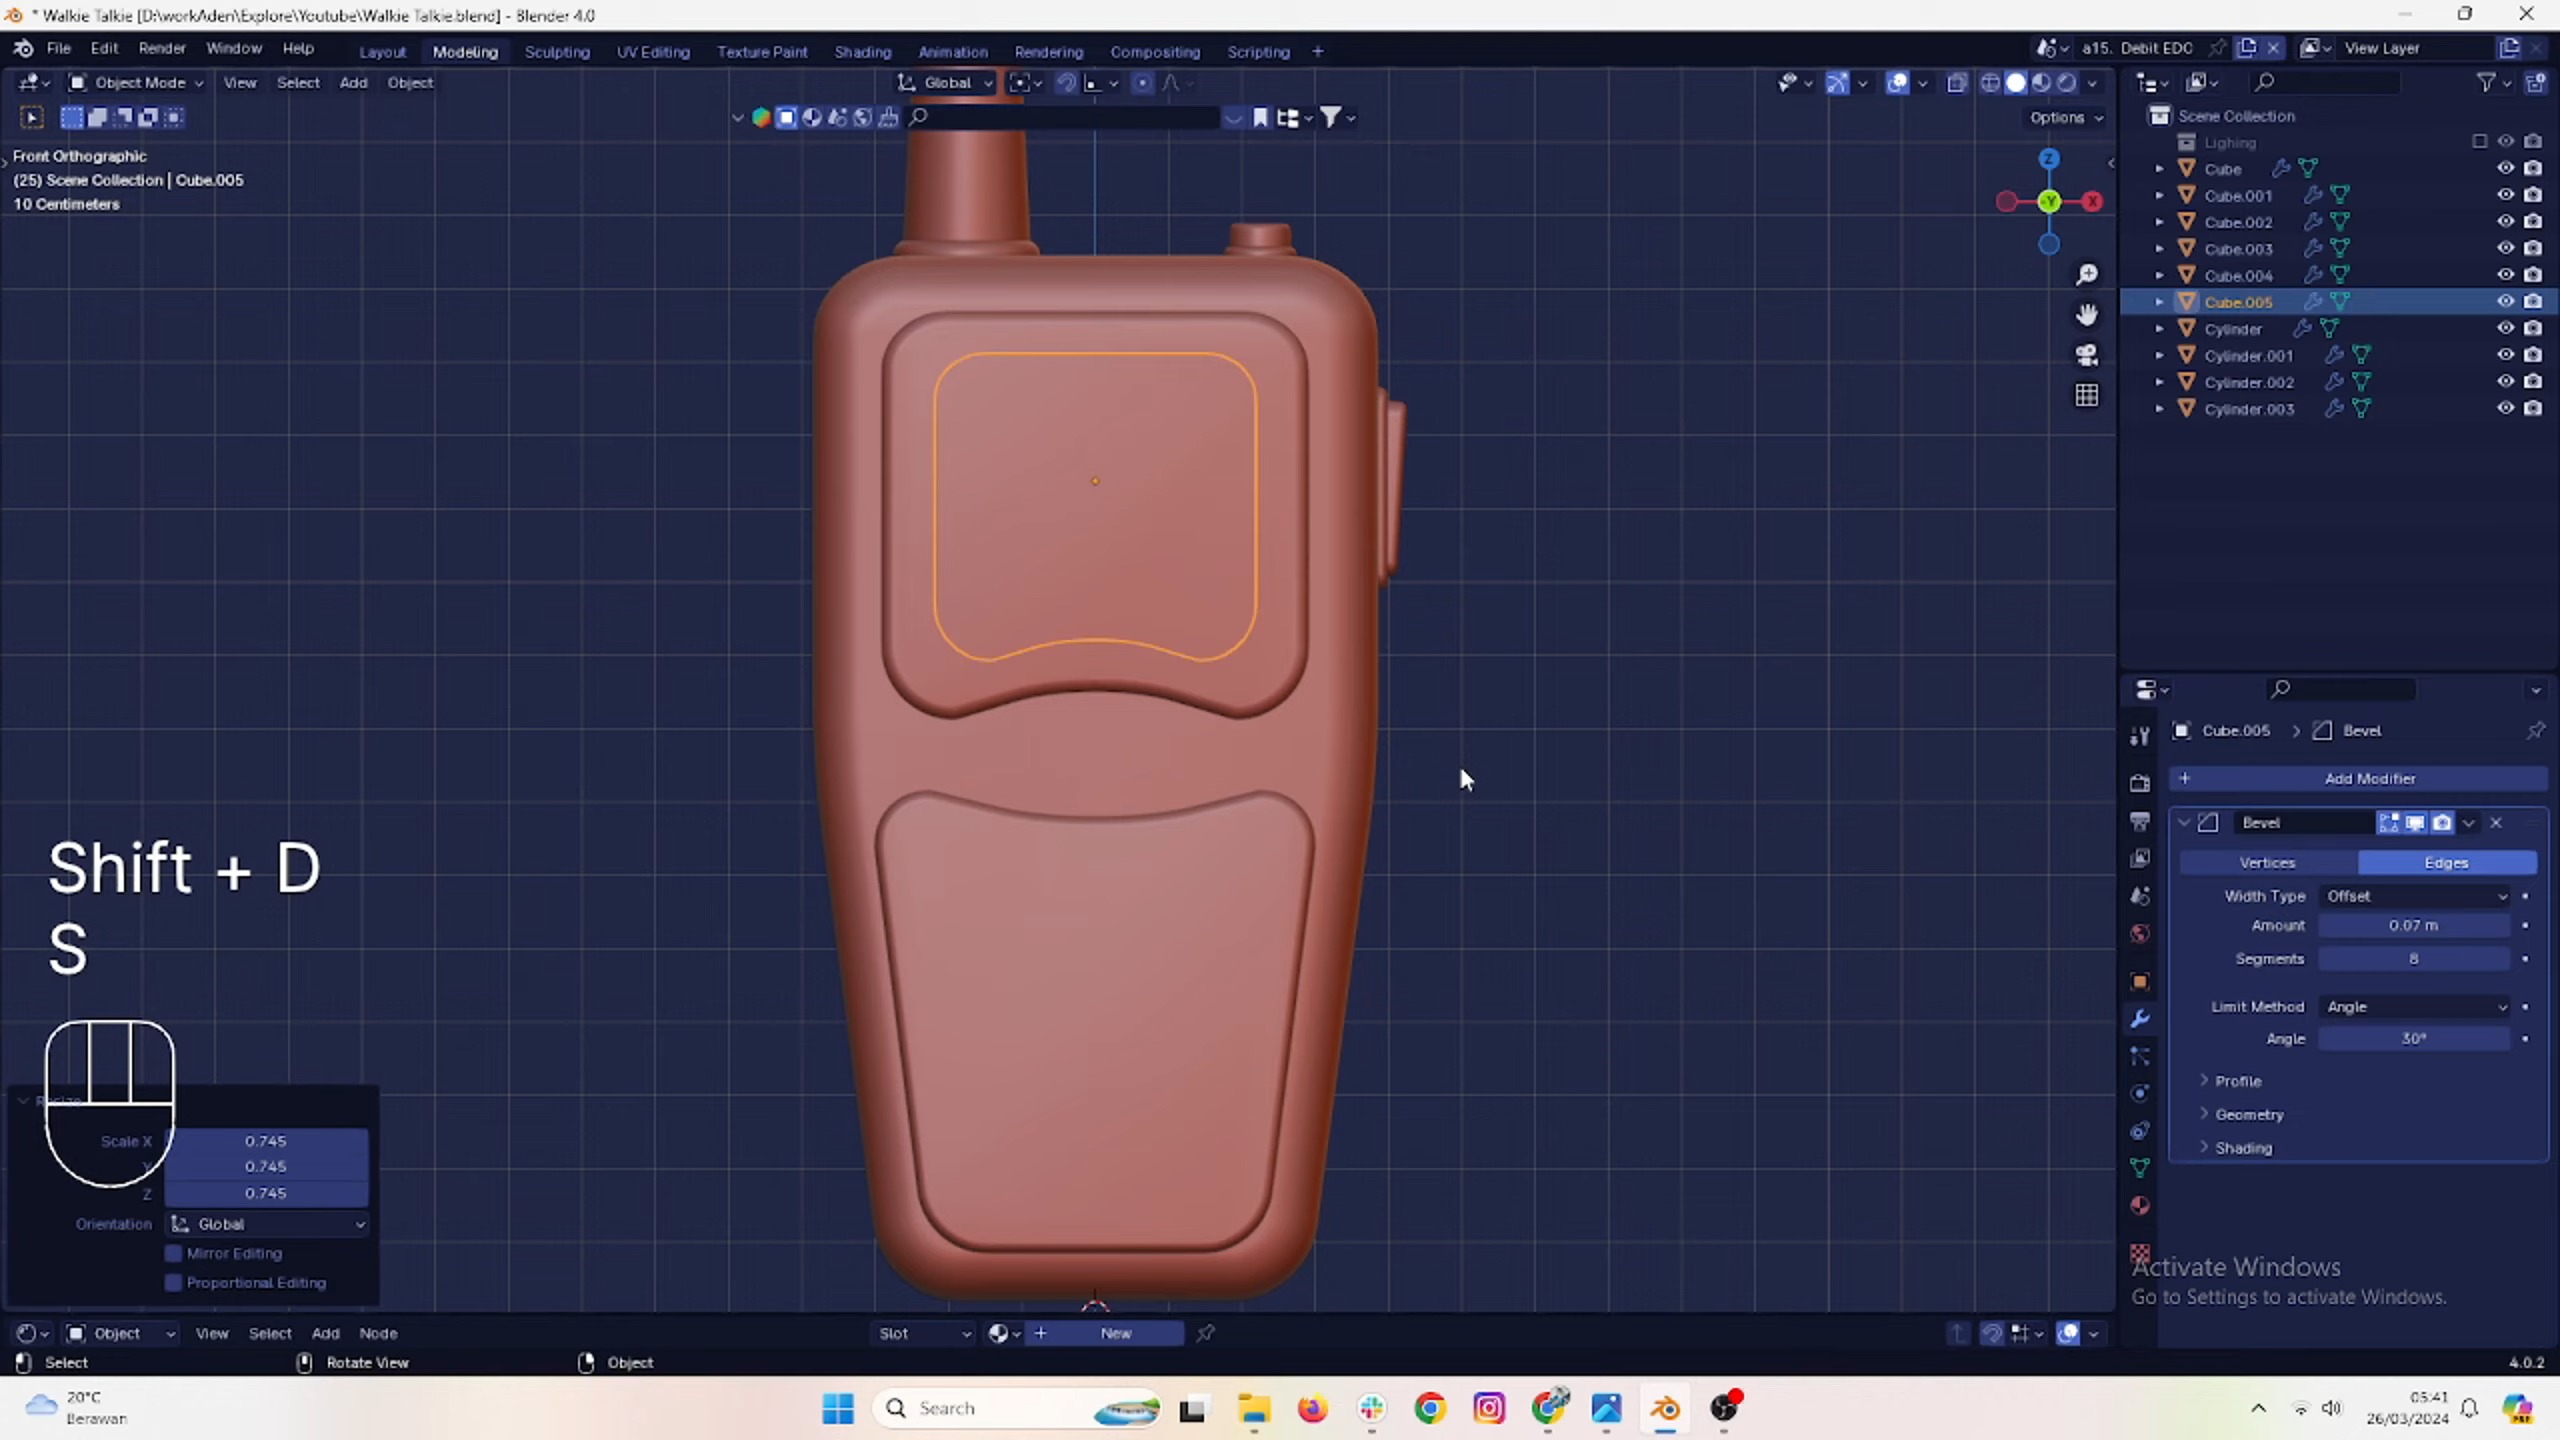 * Walkie Talkie [D:\workAden\Explore\Youtube\Walkie Talkie.blend] - Blender 4.0
File Edit Render Window Help Layout Modeling Sculpting UV Editing Texture Paint Shading Animation Rendering Compositing Scripting +
a15. Debit EDC View Layer
Object Mode View Select Add Object Global
Options
Front Orthographic
(25) Scene Collection | Cube.005
10 Centimeters
Z
Y
X
Scene Collection
Lighing
Cube
Cube.001
Cube.002
Cube.003
Cube.004
Cube.005
Cylinder
Cylinder.001
Cylinder.002
Cylinder.003
Shift + D
S
Scale X 0.745
Y 0.745
Z 0.745
Orientation Global
Mirror Editing
Proportional Editing
Cube.005 > Bevel
+ Add Modifier
Bevel
Vertices Edges
Width Type Offset
Amount 0.07 m
Segments 8
Limit Method Angle
Angle 30°
Profile
Geometry
Shading
Activate Windows
Go to Settings to activate Windows.
Object View Select Add Node Slot + New
Select Rotate View Object 4.0.2
20°C
Berawan
Search
05:41
26/03/2024